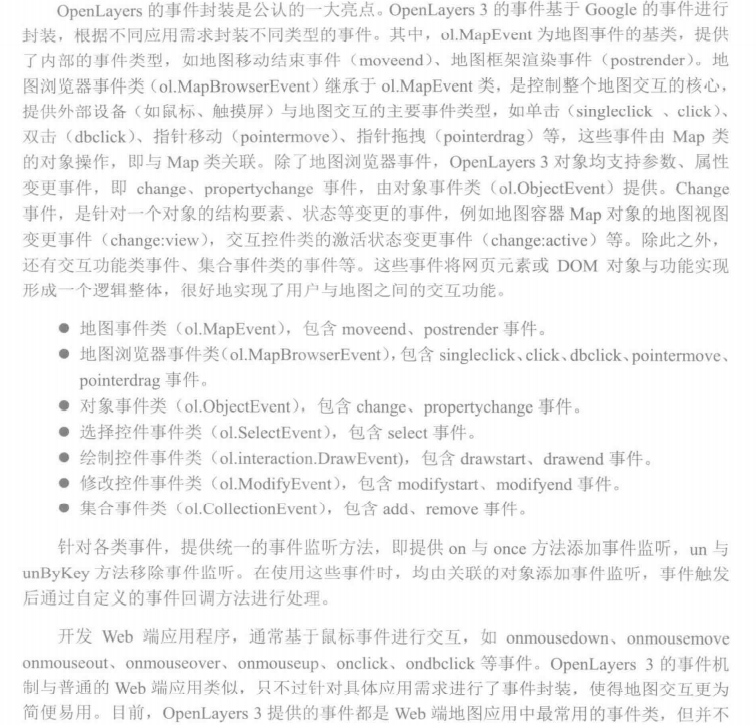 OpenLayers 的事件封装是公认的一大亮点。OpenLayers 3 的事件基于 Google 的事件进行
封装，根据不同应用需求封装不同类型的事件。其中，ol.MapEvent 为地图事件的基类，提供
了内部的事件类型，如地图移动结束事件（moveend）、地图框架渲染事件（postrender）。地
图浏览器事件类（ol.MapBrowserEvent）继承于 ol.MapEvent 类，是控制整个地图交互的核心，
提供外部设备（如鼠标、触摸屏）与地图交互的主要事件类型，如单击（singleclick 、click）、
双击（dbclick）、指针移动（pointermove）、指针拖拽（pointerdrag）等，这些事件由 Map 类
的对象操作，即与 Map 类关联。除了地图浏览器事件，OpenLayers 3 对象均支持参数、属性
变更事件，即 change、propertychange 事件，由对象事件类（ol.ObjectEvent）提供。Change
事件，是针对一个对象的结构要素、状态等变更的事件，例如地图容器 Map 对象的地图视图
变更事件（change:view），交互控件类的激活状态变更事件（change:active）等。除此之外，
还有交互功能类事件、集合事件类的事件等。这些事件将网页元素或 DOM 对象与功能实现
形成一个逻辑整体，很好地实现了用户与地图之间的交互功能。
● 地图事件类（ol.MapEvent），包含 moveend、postrender 事件。
● 地图浏览器事件类（ol.MapBrowserEvent），包含 singleclick、click、dbclick、pointermove、
pointerdrag 事件。
● 对象事件类（ol.ObjectEvent），包含 change、propertychange 事件。
● 选择控件事件类（ol.SelectEvent），包含 select 事件。
● 绘制控件事件类（ol.interaction.DrawEvent)，包含 drawstart、drawend 事件。
● 修改控件事件类（ol.ModifyEvent），包含 modifystart、modifyend 事件。
● 集合事件类（ol.CollectionEvent），包含 add、remove 事件。
针对各类事件，提供统一的事件监听方法，即提供 on 与 once 方法添加事件监听，un 与
unByKey 方法移除事件监听。在使用这些事件时，均由关联的对象添加事件监听，事件触发
后通过自定义的事件回调方法进行处理。
开发 Web 端应用程序，通常基于鼠标事件进行交互，如 onmousedown、onmousemove
onmouseout、onmouseover、onmouseup、onclick、ondbclick 等事件。OpenLayers 3 的事件机
制与普通的 Web 端应用类似，只不过针对具体应用需求进行了事件封装，使得地图交互更为
简便易用。目前，OpenLayers 3 提供的事件都是 Web 端地图应用中最常用的事件类，但并不